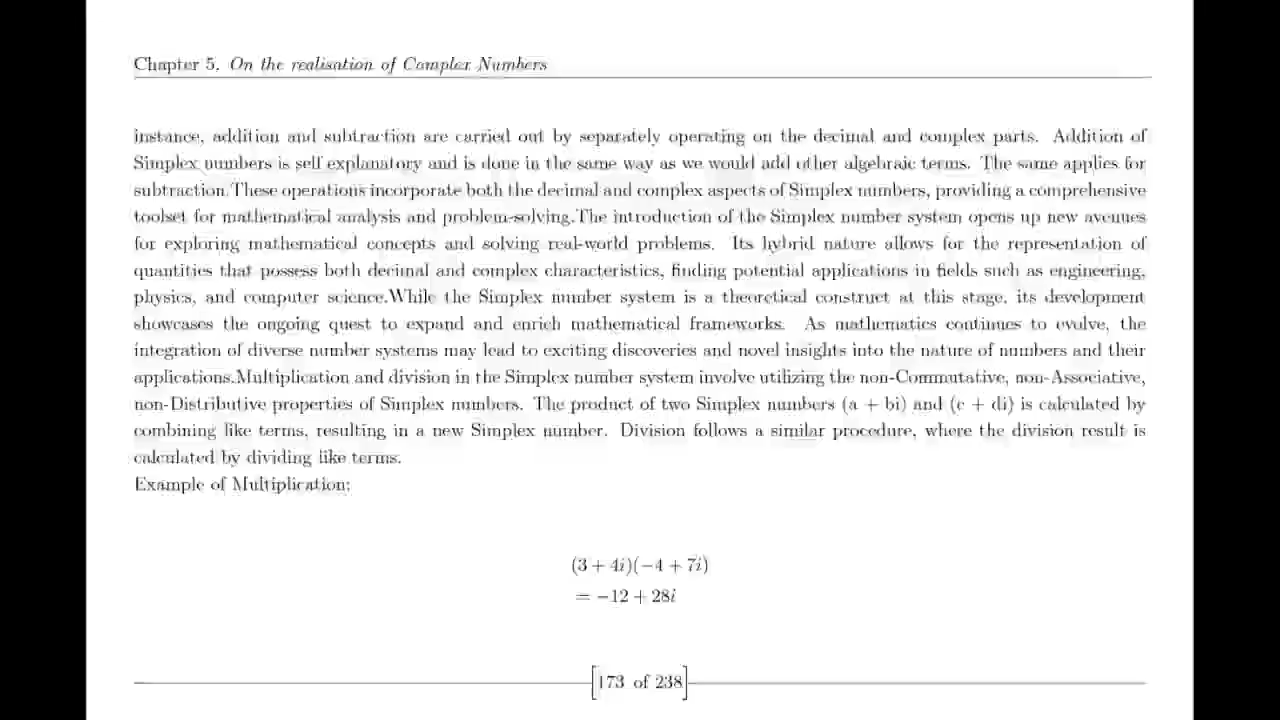 Chapter 5. On the realisation of Complex Numbers
instance, addition and subtraction are carried out by separately operating on the decimal and complex parts. Addition of
Simplex numbers is self explanatory and is done in the same way as we would add other algebraic terms. The same applies for
subtraction.These operations incorporate both the decimal and complex aspects of Simplex numbers, providing a comprehensive
toolset for mathematical analysis and problem-solving.The introduction of the Simplex number system opens up new avenues
for exploring mathematical concepts and solving real-world problems. Its hybrid nature allows for the representation of
quantities that possess both decimal and complex characteristics, finding potential applications in fields such as engineering,
physics, and computer science.While the Simplex number system is a theoretical construct at this stage, its development
showcases the ongoing quest to expand and enrich mathematical frameworks. As mathematics continues to evolve, the
integration of diverse number systems may lead to exciting discoveries and novel insights into the nature of numbers and their
applications.Multiplication and division in the Simplex number system involve utilizing the non-Commutative, non-Associative,
non-Distributive properties of Simplex numbers. The product of two Simplex numbers (a + bi) and (c + di) is calculated by
combining like terms, resulting in a new Simplex number. Division follows a similar procedure, where the division result is
calculated by dividing like terms.
Example of Multiplication:
(3 + 4i)(−4 + 7i)
= −12 + 28i
[173 of 238]